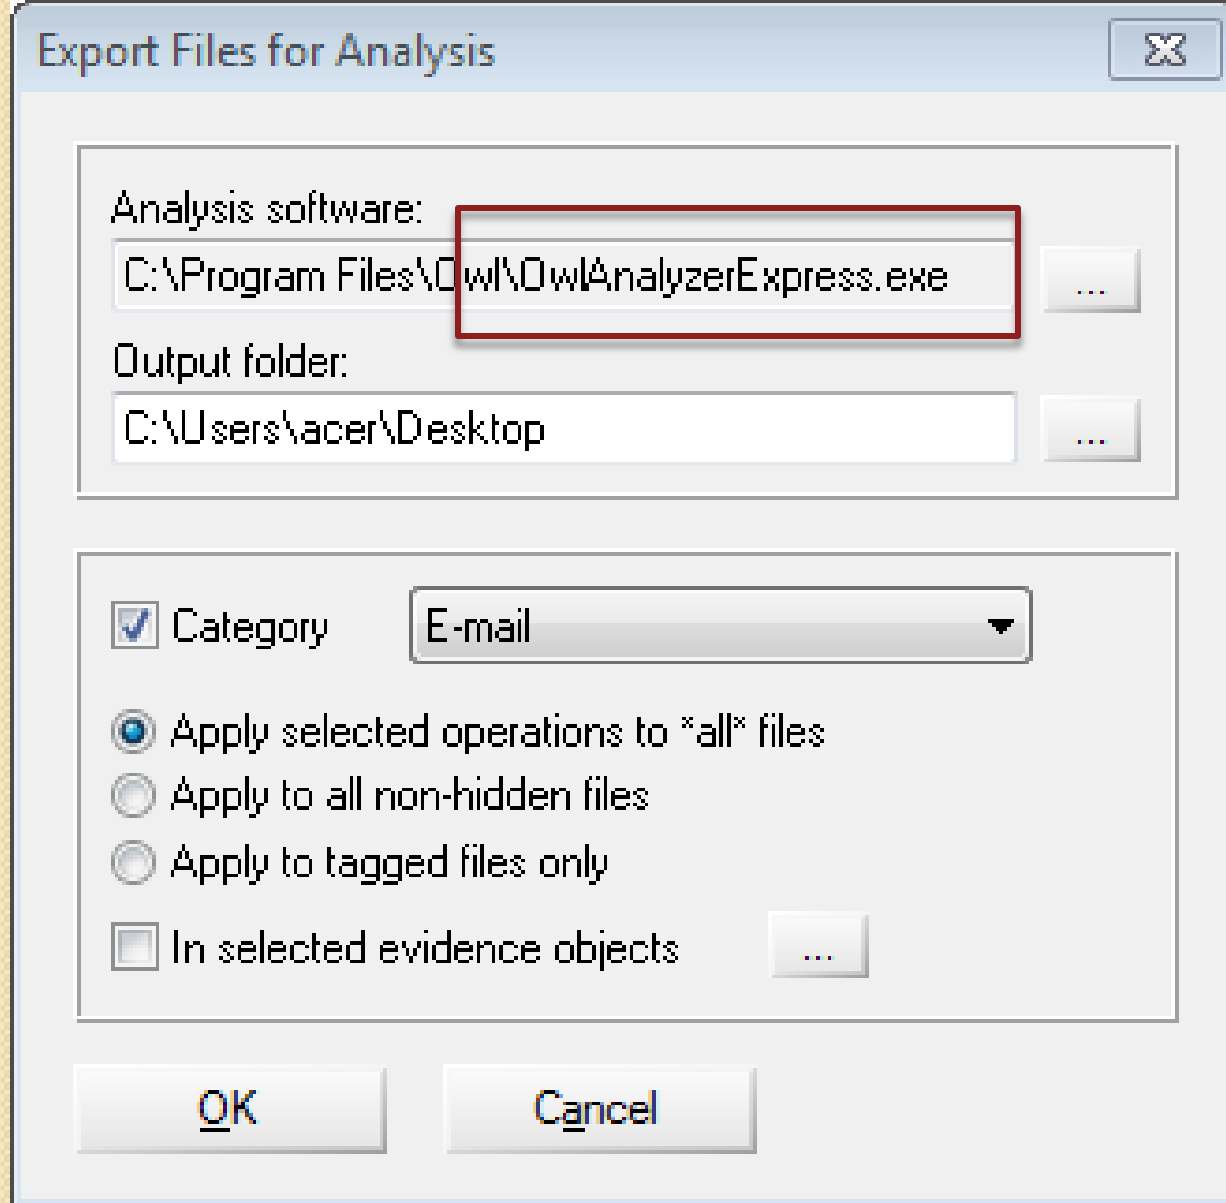 Export Files for Analysis
Analysis software:
C:\Program Files\Owl\OwlAnalyzerExpress.exe
...
Output folder:
C:\Users\acer\Desktop
...
Category
E-mail
Apply selected operations to *all* files
Apply to all non-hidden files
Apply to tagged files only
In selected evidence objects
...
OK
Cancel